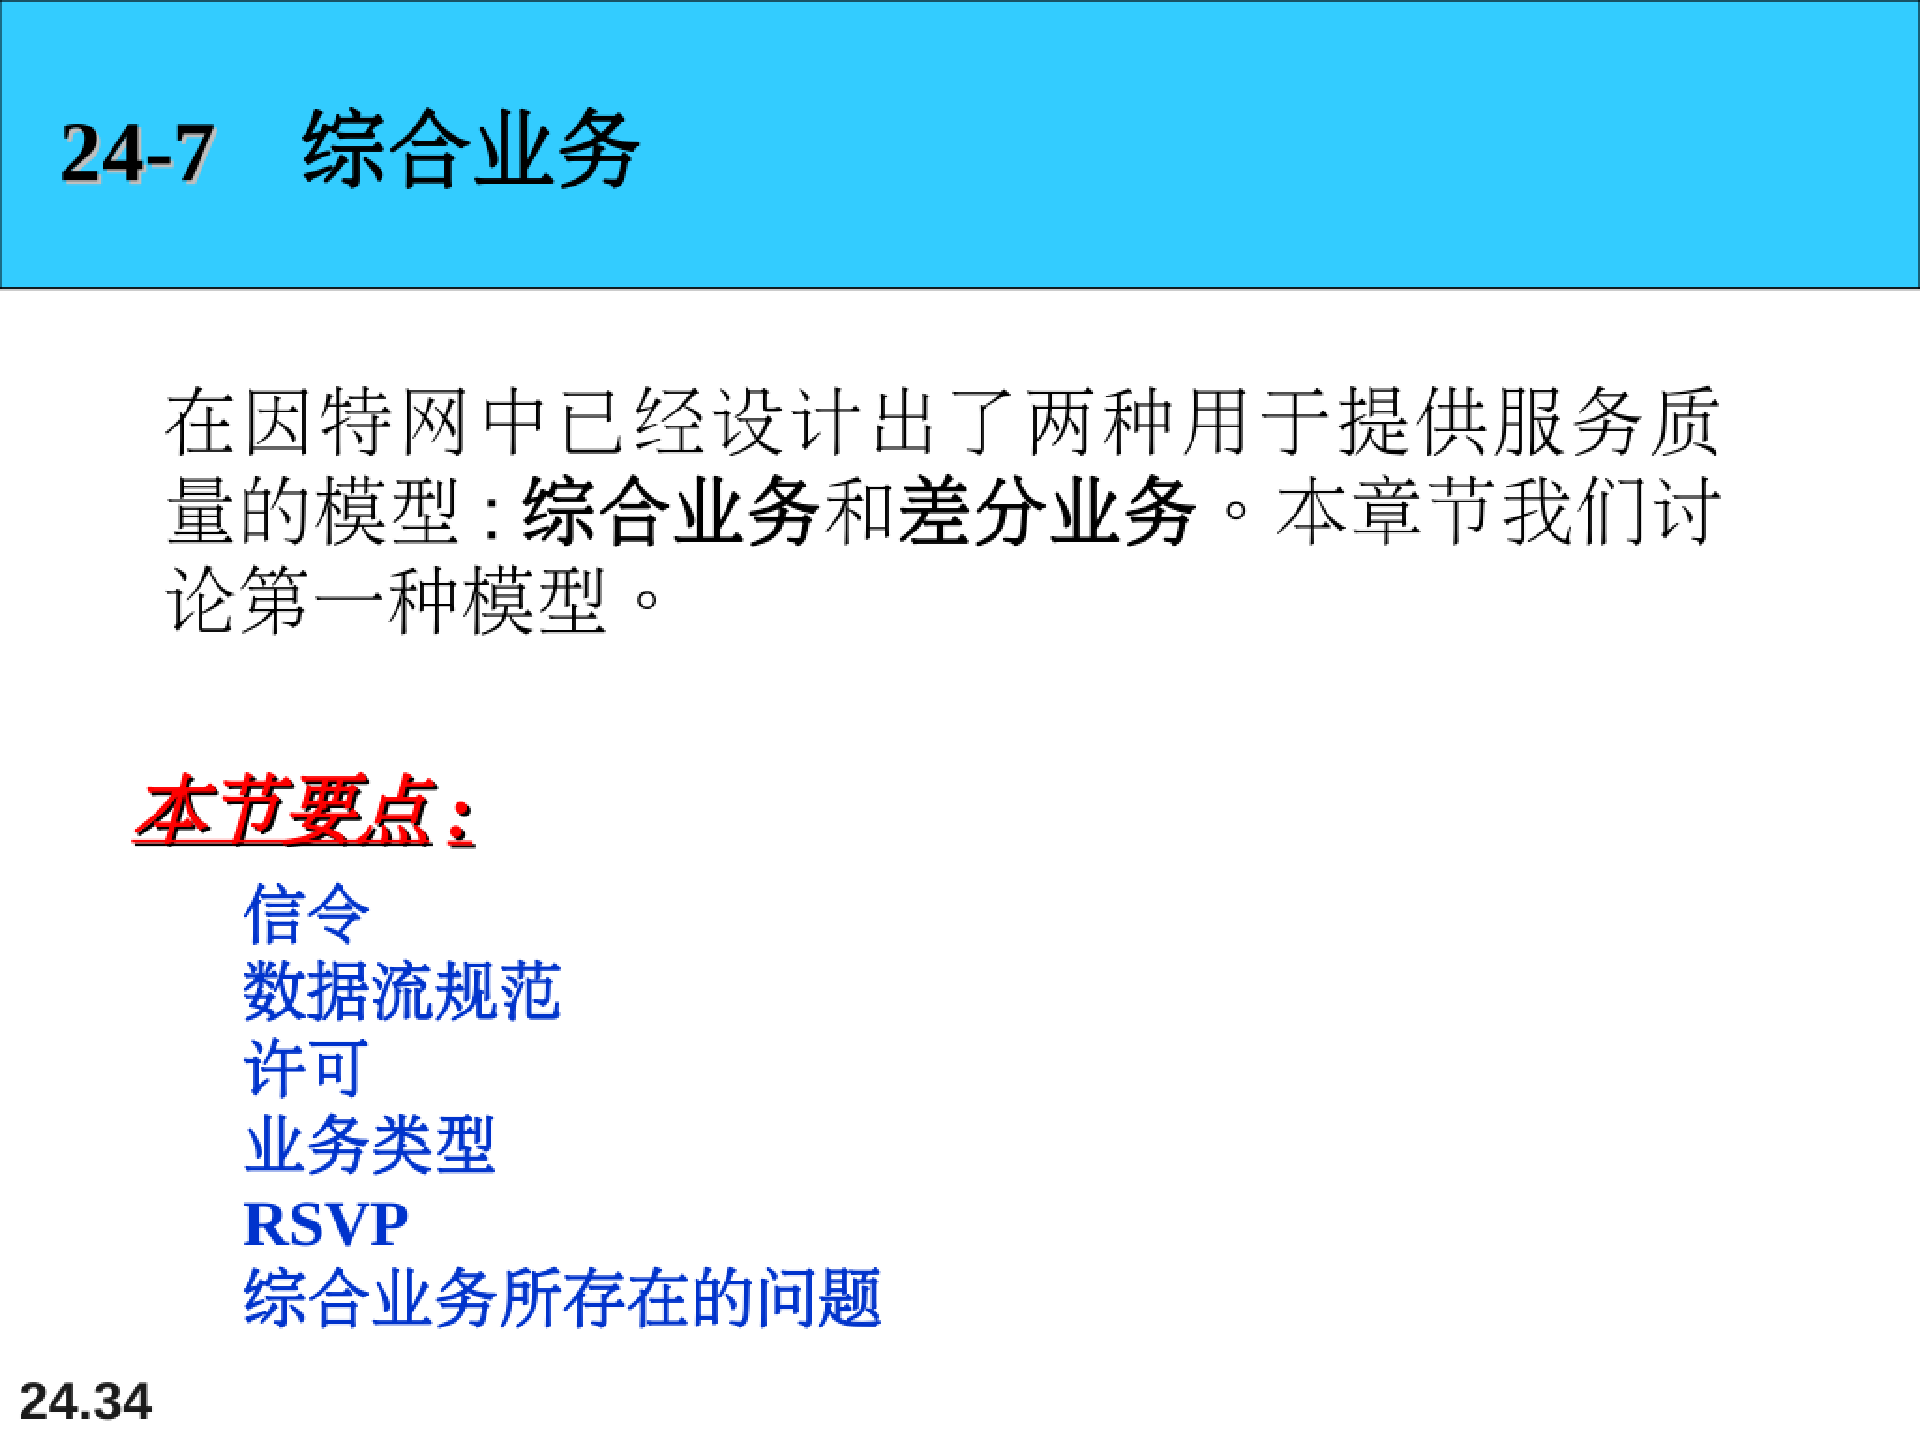 24-7 综合业务
在因特网中已经设计出了两种用于提供服务质
量的模型:综合业务和差分业务。本章节我们讨
论第一种模型。
本节要点:
信令
数据流规范
许可
业务类型
RSVP
综合业务所存在的问题
24.34